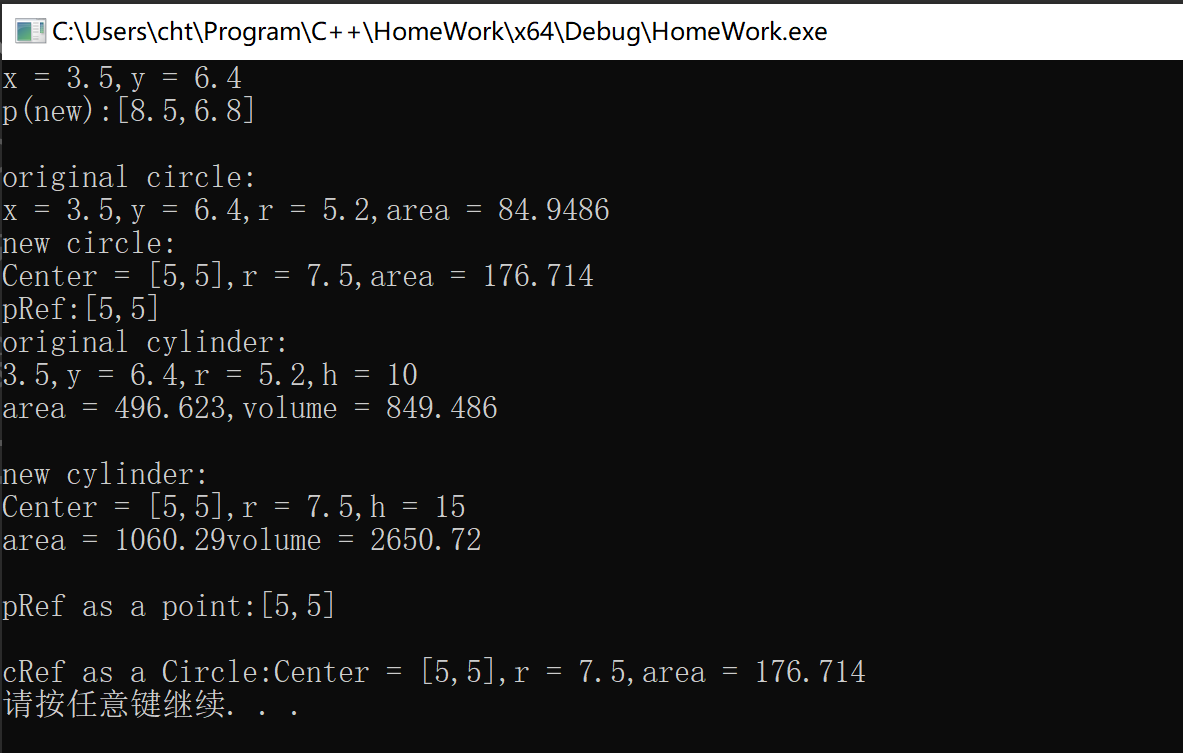 C:\Users\cht\Program\C++\HomeWork\x64\Debug\HomeWork.exe
x = 3.5,y = 6.4
p(new):[8.5,6.8]
original circle:
x = 3.5,y = 6.4,r = 5.2,area = 84.9486
new circle:
Center = [5,5],r = 7.5,area = 176.714
pRef:[5,5]
original cylinder:
3.5,y = 6.4,r = 5.2,h = 10
area = 496.623,volume = 849.486
new cylinder:
Center = [5,5],r = 7.5,h = 15
area = 1060.29volume = 2650.72
pRef as a point:[5,5]
cRef as a Circle:Center = [5,5],r = 7.5,area = 176.714
请按任意键继续. . .